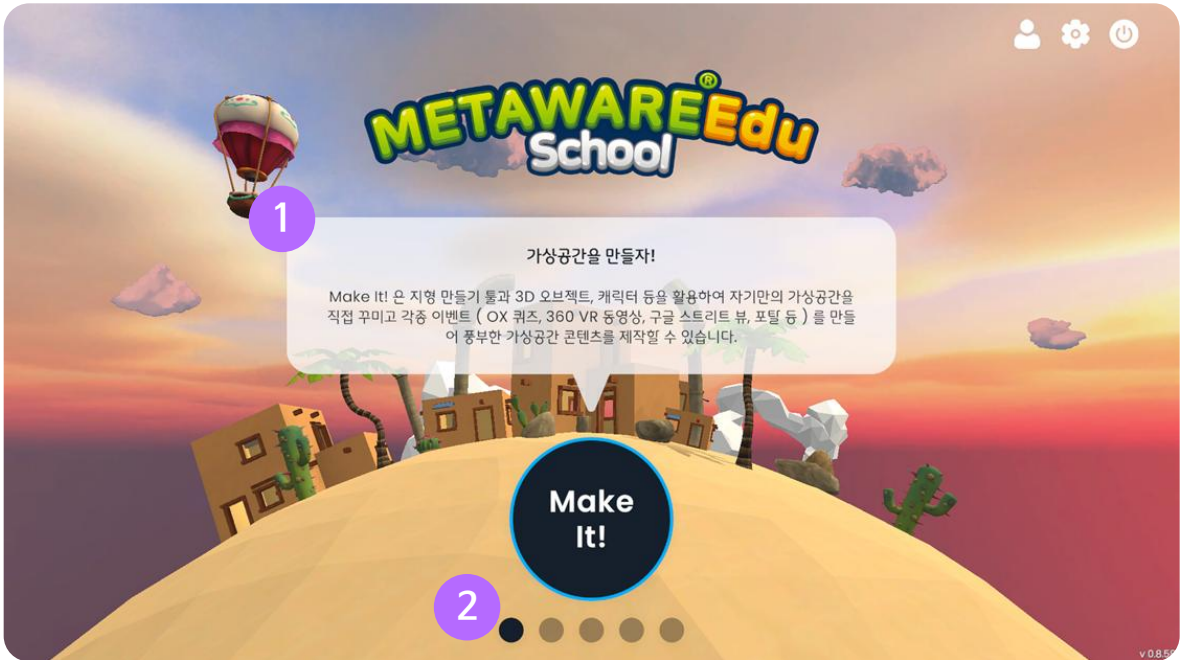 METAWARE Edu ®
School
1
가상공간을 만들자!
Make It! 은 지형 만들기 툴과 3D 오브젝트, 캐릭터 등을 활용하여 자기만의 가상공간을
직접 꾸미고 각종 이벤트 ( OX 퀴즈, 360 VR 동영상, 구글 스트리트 뷰, 포탈 등 ) 를 만들
어 풍부한 가상공간 콘텐츠를 제작할 수 있습니다.
Make
It!
2